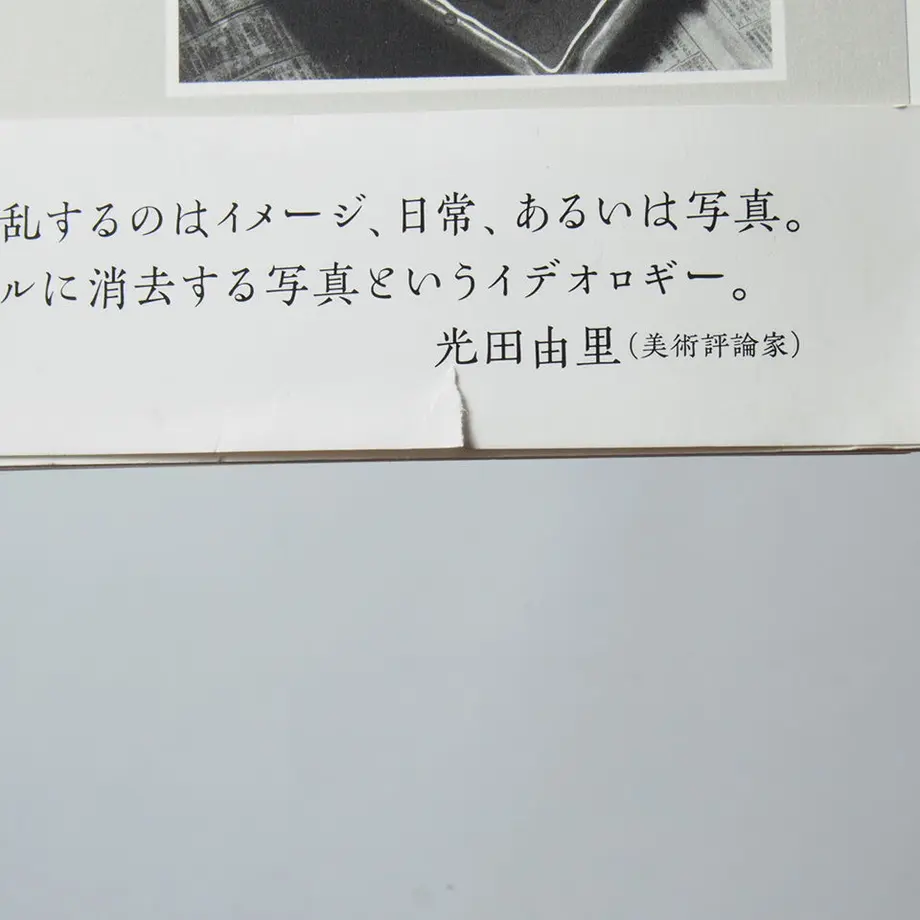 乱するのはイメージ、日常、あるいは写真。
ルに消去する写真というイデオロギー。
光田由里（美術評論家）